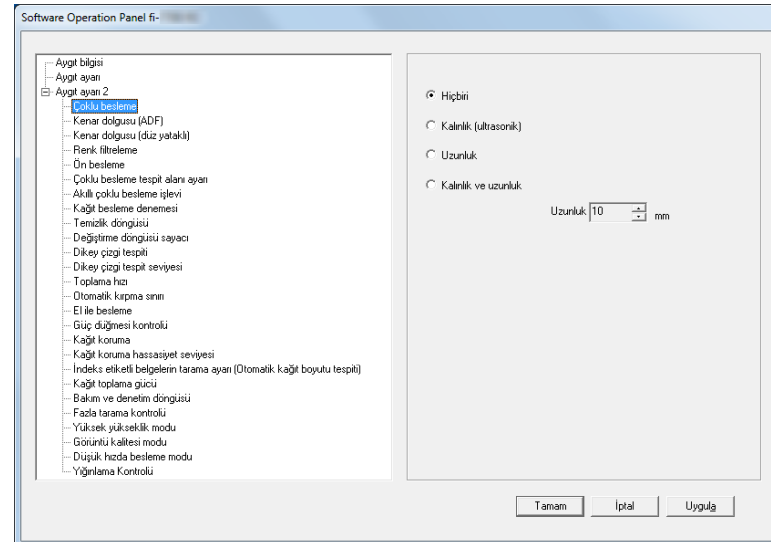 Software Operation Panel fi-
Aygıt bilgisi
Aygıt ayarı
Aygıt ayarı 2
Çoklu besleme
Kenar dolgusu (ADF)
Kenar dolgusu (düz yataklı)
Renk filtreleme
Ön besleme
Çoklu besleme tespit alanı ayarı
Akıllı çoklu besleme işlevi
Kağıt besleme denemesi
Temizlik döngüsü
Değiştirme döngüsü sayacı
Dikey çizgi tespiti
Dikey çizgi tespit seviyesi
Toplama hızı
Otomatik kırpma sınırı
El ile besleme
Güç düğmesi kontrolü
Kağıt koruma
Kağıt koruma hassasiyet seviyesi
İndeks etiketli belgelerin tarama ayarı (Otomatik kağıt boyutu tespiti)
Kağıt toplama gücü
Bakım ve denetim döngüsü
Fazla tarama kontrolü
Yüksek yükseklik modu
Görüntü kalitesi modu
Düşük hızda besleme modu
Yığınlama Kontrolü
Hiçbiri
Kalınlık (ultrasonik)
Uzunluk
Kalınlık ve uzunluk
Uzunluk 10 mm
Tamam İptal Uygula